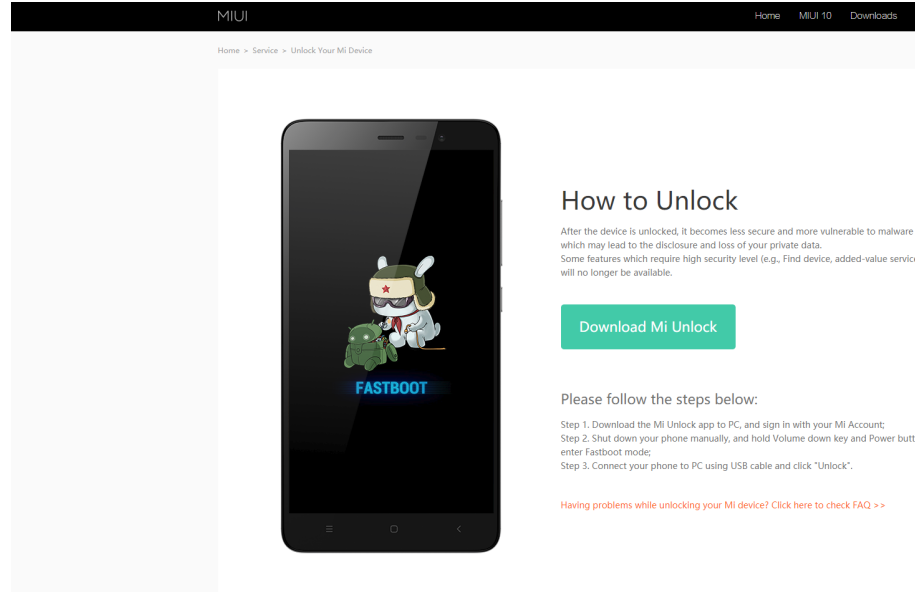 MIUI
Home MIUI 10 Downloads
Home > Service > Unlock Your Mi Device
FASTBOOT
How to Unlock
After the device is unlocked, it becomes less secure and more vulnerable to malware
which may lead to the disclosure and loss of your private data.
Some features which require high security level (e.g., Find device, added-value service
will no longer be available.
Download Mi Unlock
Please follow the steps below:
Step 1. Download the Mi Unlock app to PC, and sign in with your Mi Account;
Step 2. Shut down your phone manually, and hold Volume down key and Power butt
enter Fastboot mode;
Step 3. Connect your phone to PC using USB cable and click "Unlock".
Having problems while unlocking your Mi device? Click here to check FAQ >>